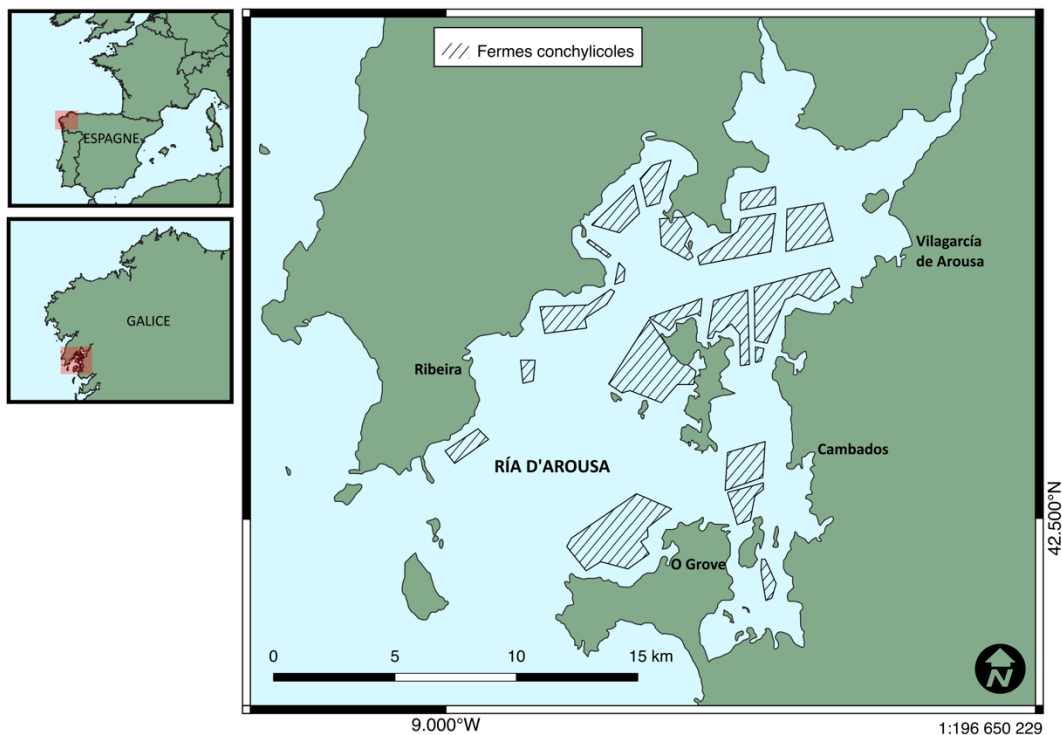 ESPAGNE
GALICE
Fermes conchylicoles
Vilagarcía
de Arousa
Ribeira
Cambados
RÍA D'AROUSA
O Grove
0 5 10 15 km
N
42.500°N
9.000°W
1:196 650 229